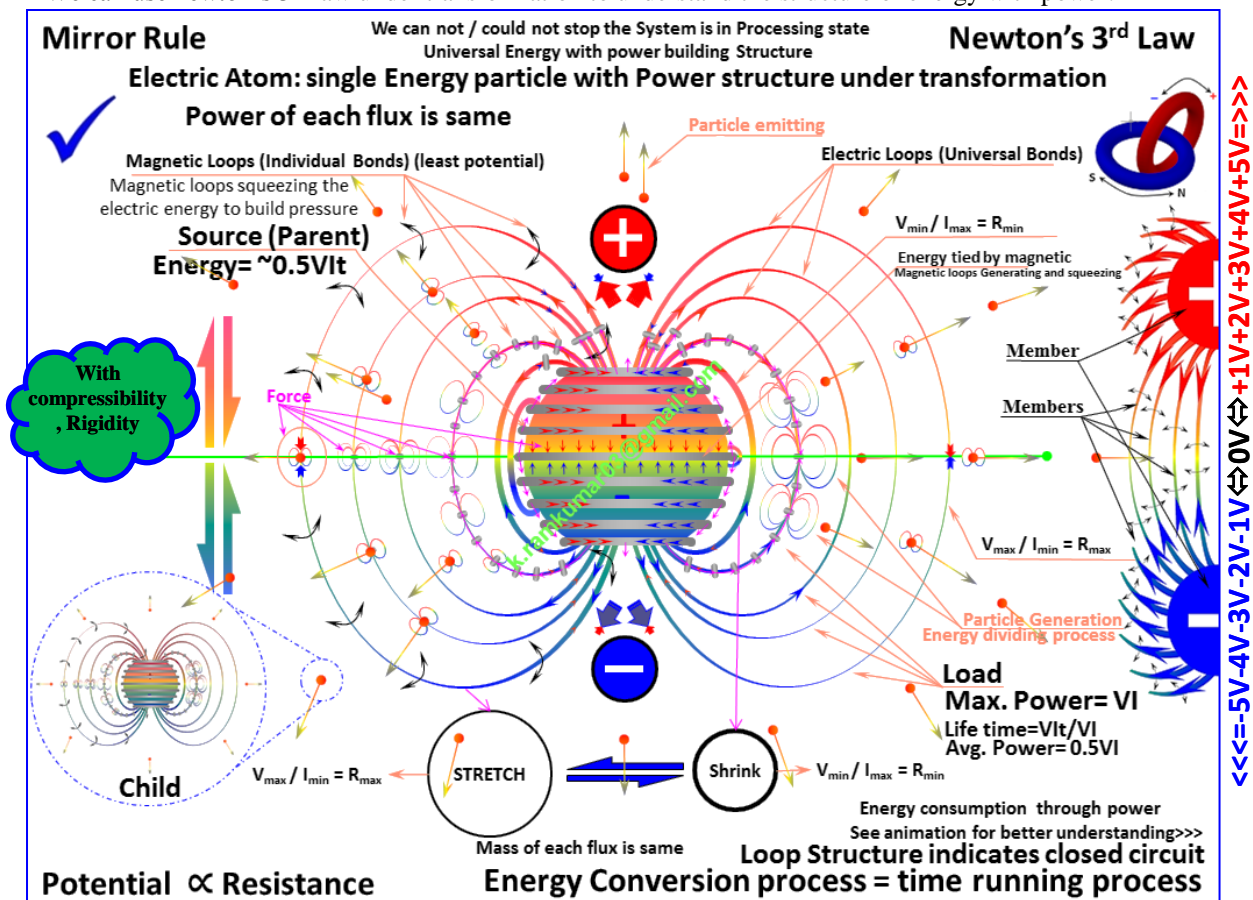 Mirror Rule
We can not / could not stop the System is in Processing state
Universal Energy with power building Structure
Newton's 3rd Law
Electric Atom: single Energy particle with Power structure under transformation
Power of each flux is same
Particle emitting
Magnetic Loops (Individual Bonds) (least potential)
Electric Loops (Universal Bonds)
Magnetic loops squeezing the
electric energy to build pressure
Source (Parent)
Energy= ~0.5VIt
Vmin / Imax = Rmin
Energy tied by magnetic
Magnetic loops Generating and squeezing
- +
S N
+
With
compressibility
, Rigidity
Force
Member
Members
+
-
k.ramkumar01@gmail.com
Vmax / Imin = Rmax
Particle Generation
Energy dividing process
−
Load
Max. Power= VI
Life time=VIt/VI
Avg. Power= 0.5VI
Child
Vmax / Imin = Rmax
STRETCH
Shrink
Vmin / Imax = Rmin
Energy consumption through power
See animation for better understanding>>>
Mass of each flux is same
Loop Structure indicates closed circuit
Potential ∝ Resistance
Energy Conversion process = time running process
<<<=-5V-4V-3V-2V-1V⇔0V⇔+1V+2V+3V+4V+5V=>>>